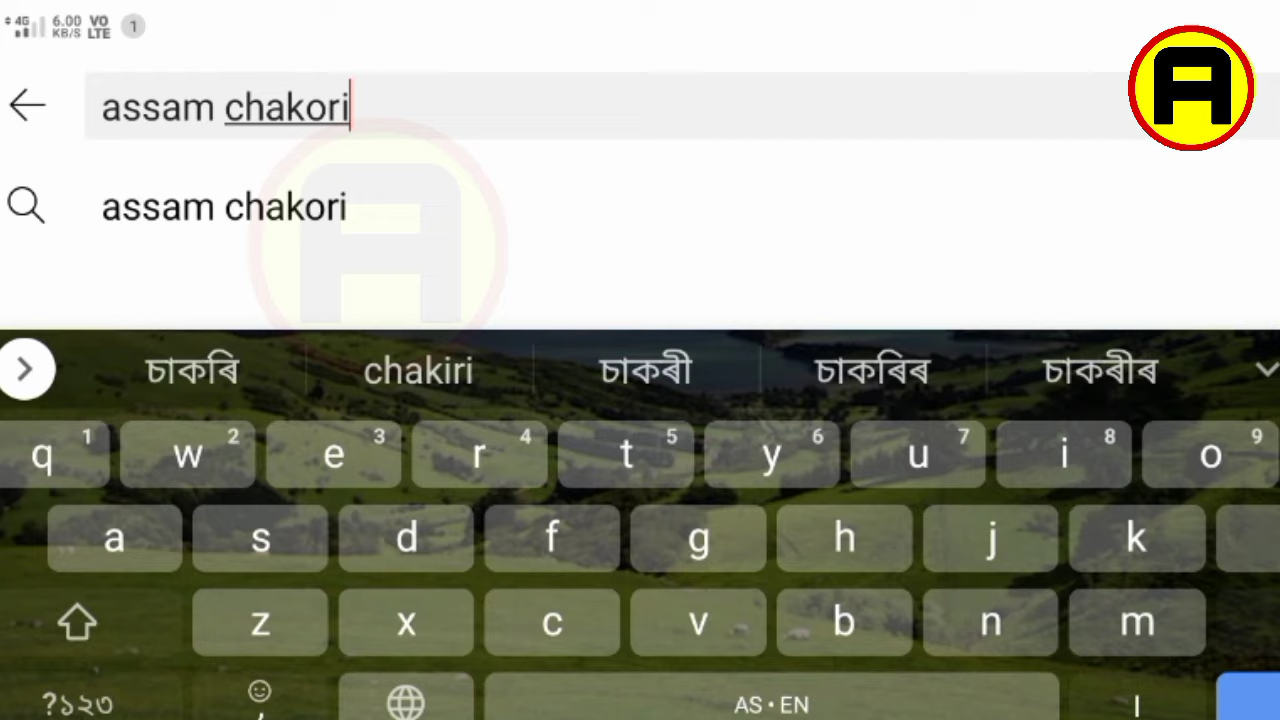 4G 6.00 KB/S VO LTE 1
assam chakori
A
assam chakori
A
চাকৰি chakiri চাকৰী চাকৰিৰ চাকৰীৰ
q 1 w 2 e 3 r 4 t 5 y 6 u 7 i 8 o 9
a s d f g h j k
z x c v b n m
?১২৩ , AS • EN ।